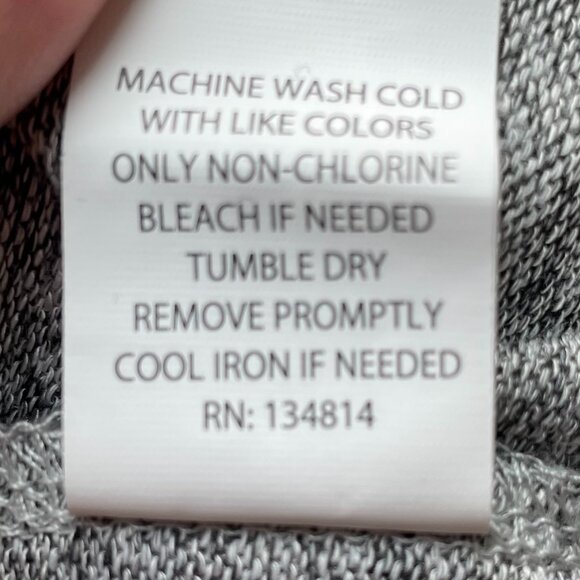 MACHINE WASH COLD
WITH LIKE COLORS
ONLY NON-CHLORINE
BLEACH IF NEEDED
TUMBLE DRY
REMOVE PROMPTLY
COOL IRON IF NEEDED
RN: 134814